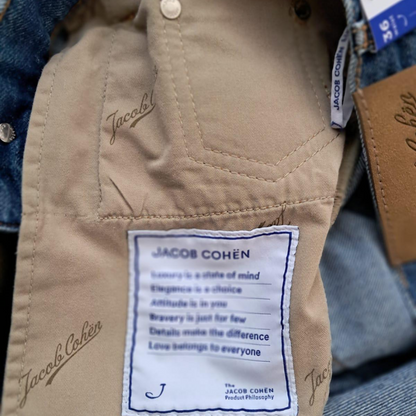 36
JACOB COHËN
Jacob
JACOB COHËN
Luxury is a state of mind
Elegance is a choice
Attitude is in you
Bravery is just for few
Details make the difference
Love belongs to everyone
J
The
JACOB COHËN
Product Philosophy
Jacob Cohën
Jacob